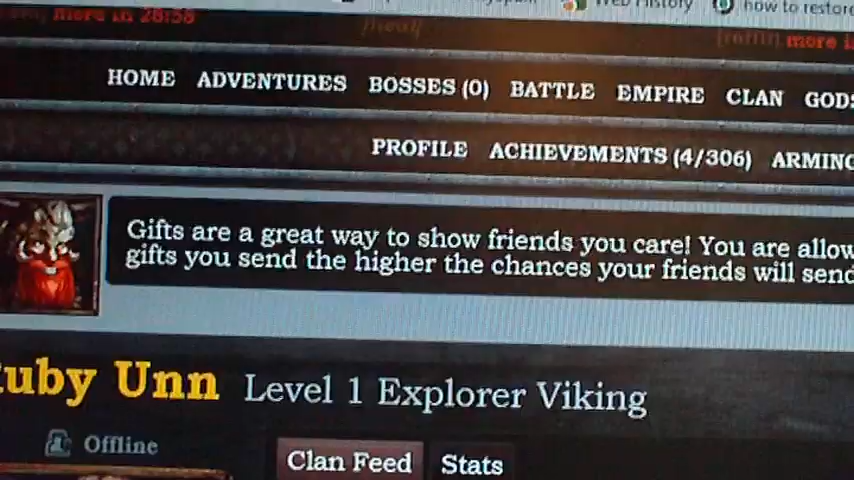 more in 28:58
Web History
how to restore
more i
HOME ADVENTURES BOSSES (0) BATTLE EMPIRE CLAN GODS
PROFILE ACHIEVEMENTS (4/306) ARMING
Gifts are a great way to show friends you care! You are allow
gifts you send the higher the chances your friends will send
uby Unn Level 1 Explorer Viking
Offline
Clan Feed Stats